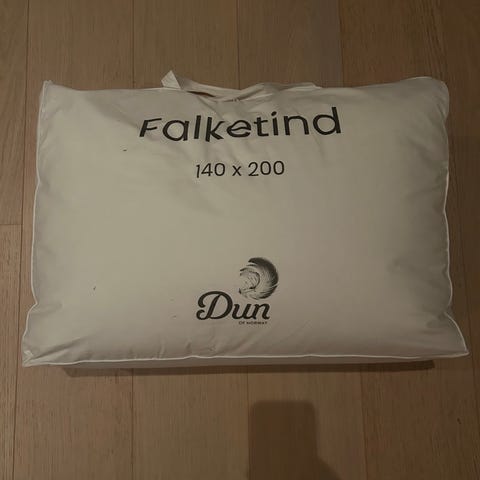 Falketind
140 x 200
Dun
OF NORWAY